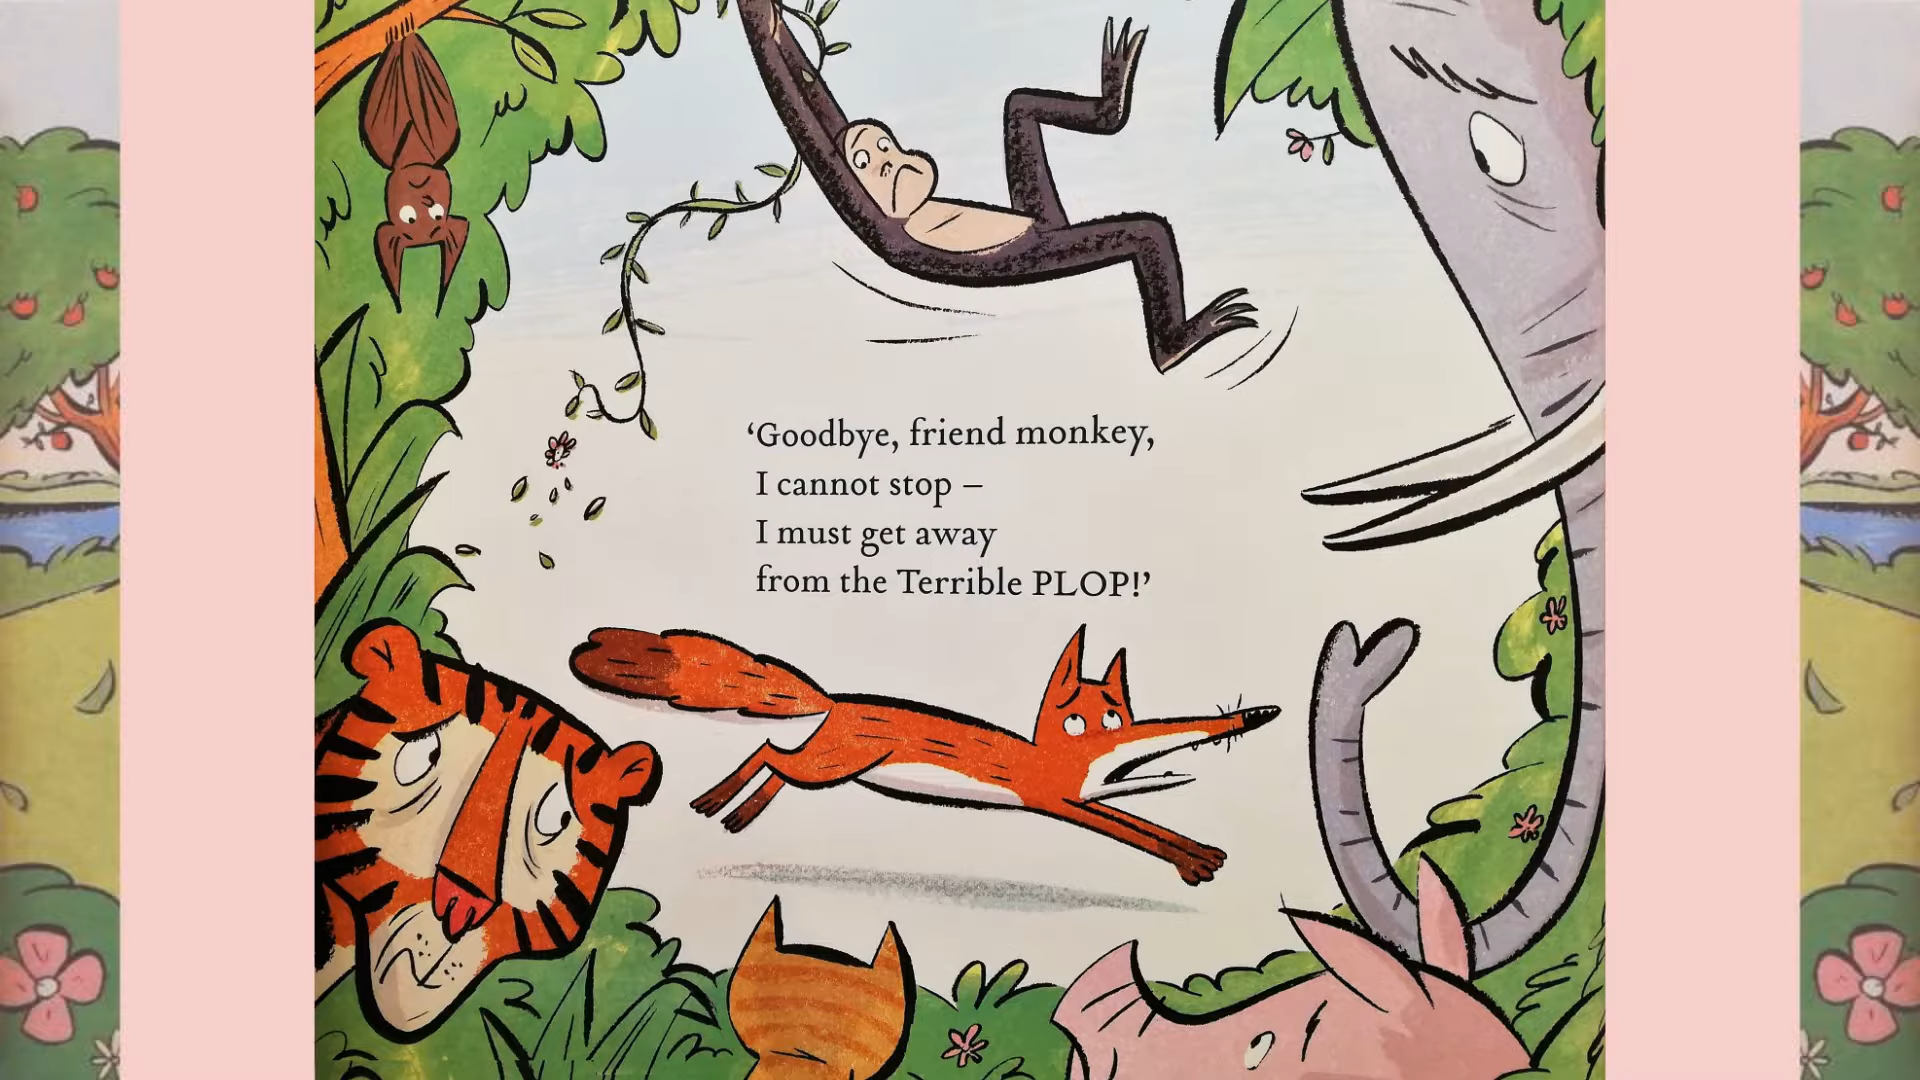 ‘Goodbye, friend monkey,
I cannot stop –
I must get away
from the Terrible PLOP!’